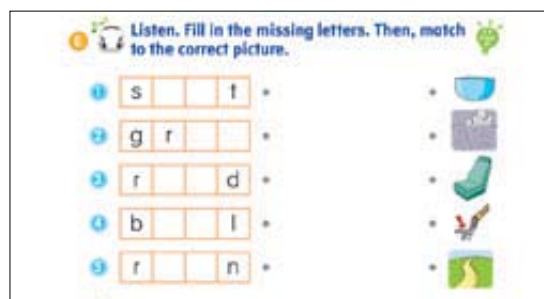 6 Listen. Fill in the missing letters. Then, match
to the correct picture.
1 s t
2 g r
3 r d
4 b l
5 r n